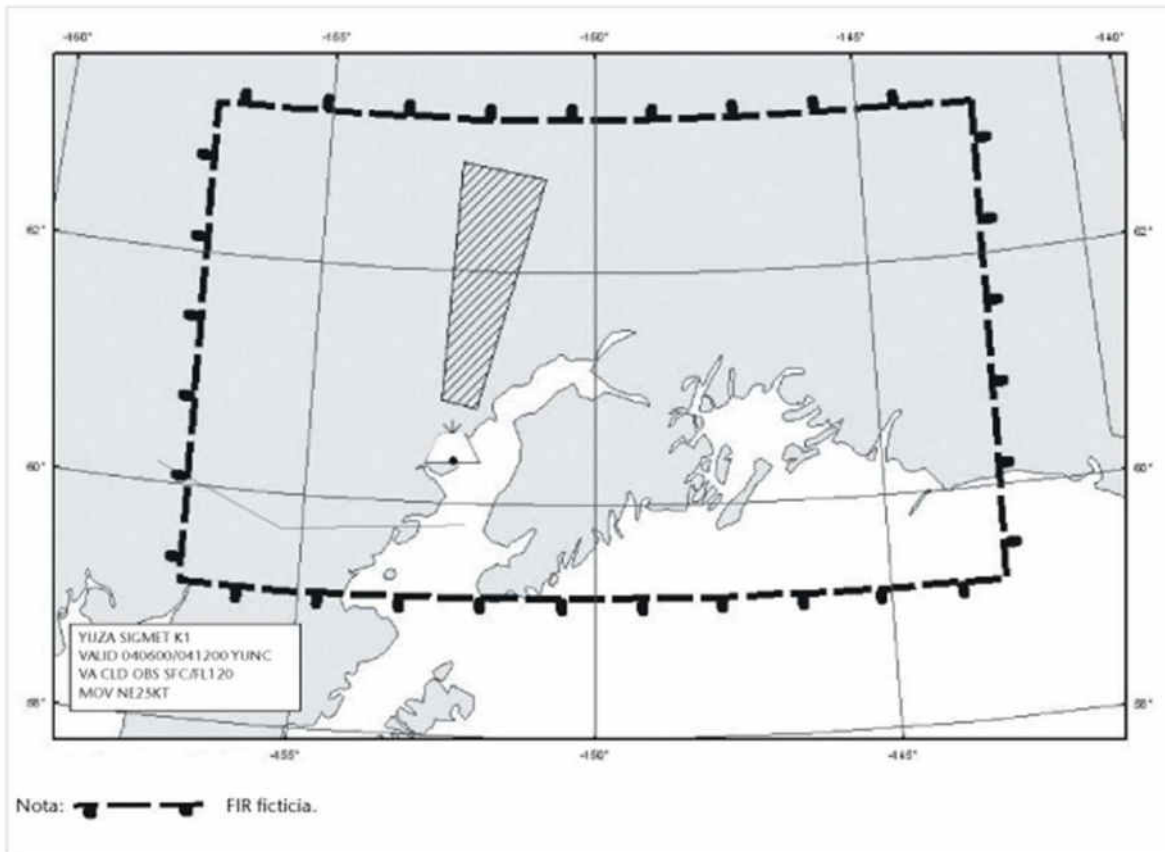 -160° -155° -150° -145° -140°
62° 62°
60° 60°
58° 58°
YUZA SIGMET K1
VALID 040600/041200 YUNC
VA CLD OBS SFC/FL120
MOV NE25KT
-155° -150° -145°
Nota: FIR ficticia.